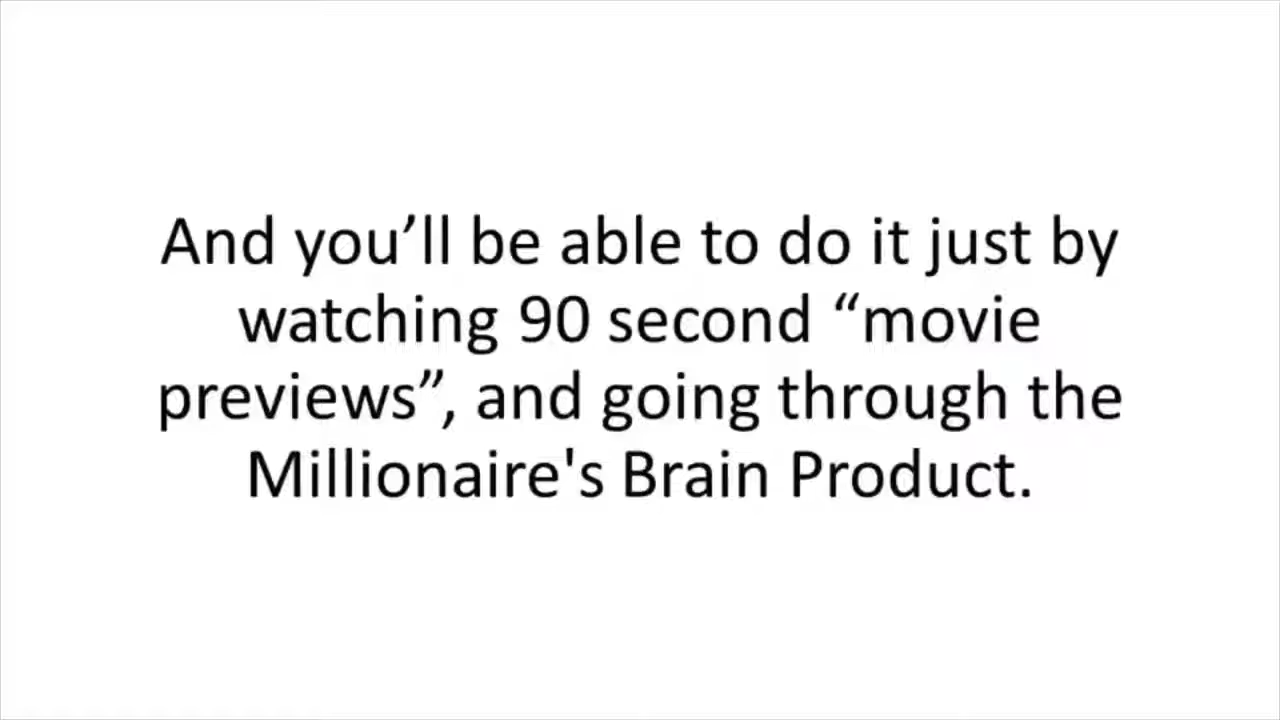 And you’ll be able to do it just by
watching 90 second “movie
previews”, and going through the
Millionaire's Brain Product.